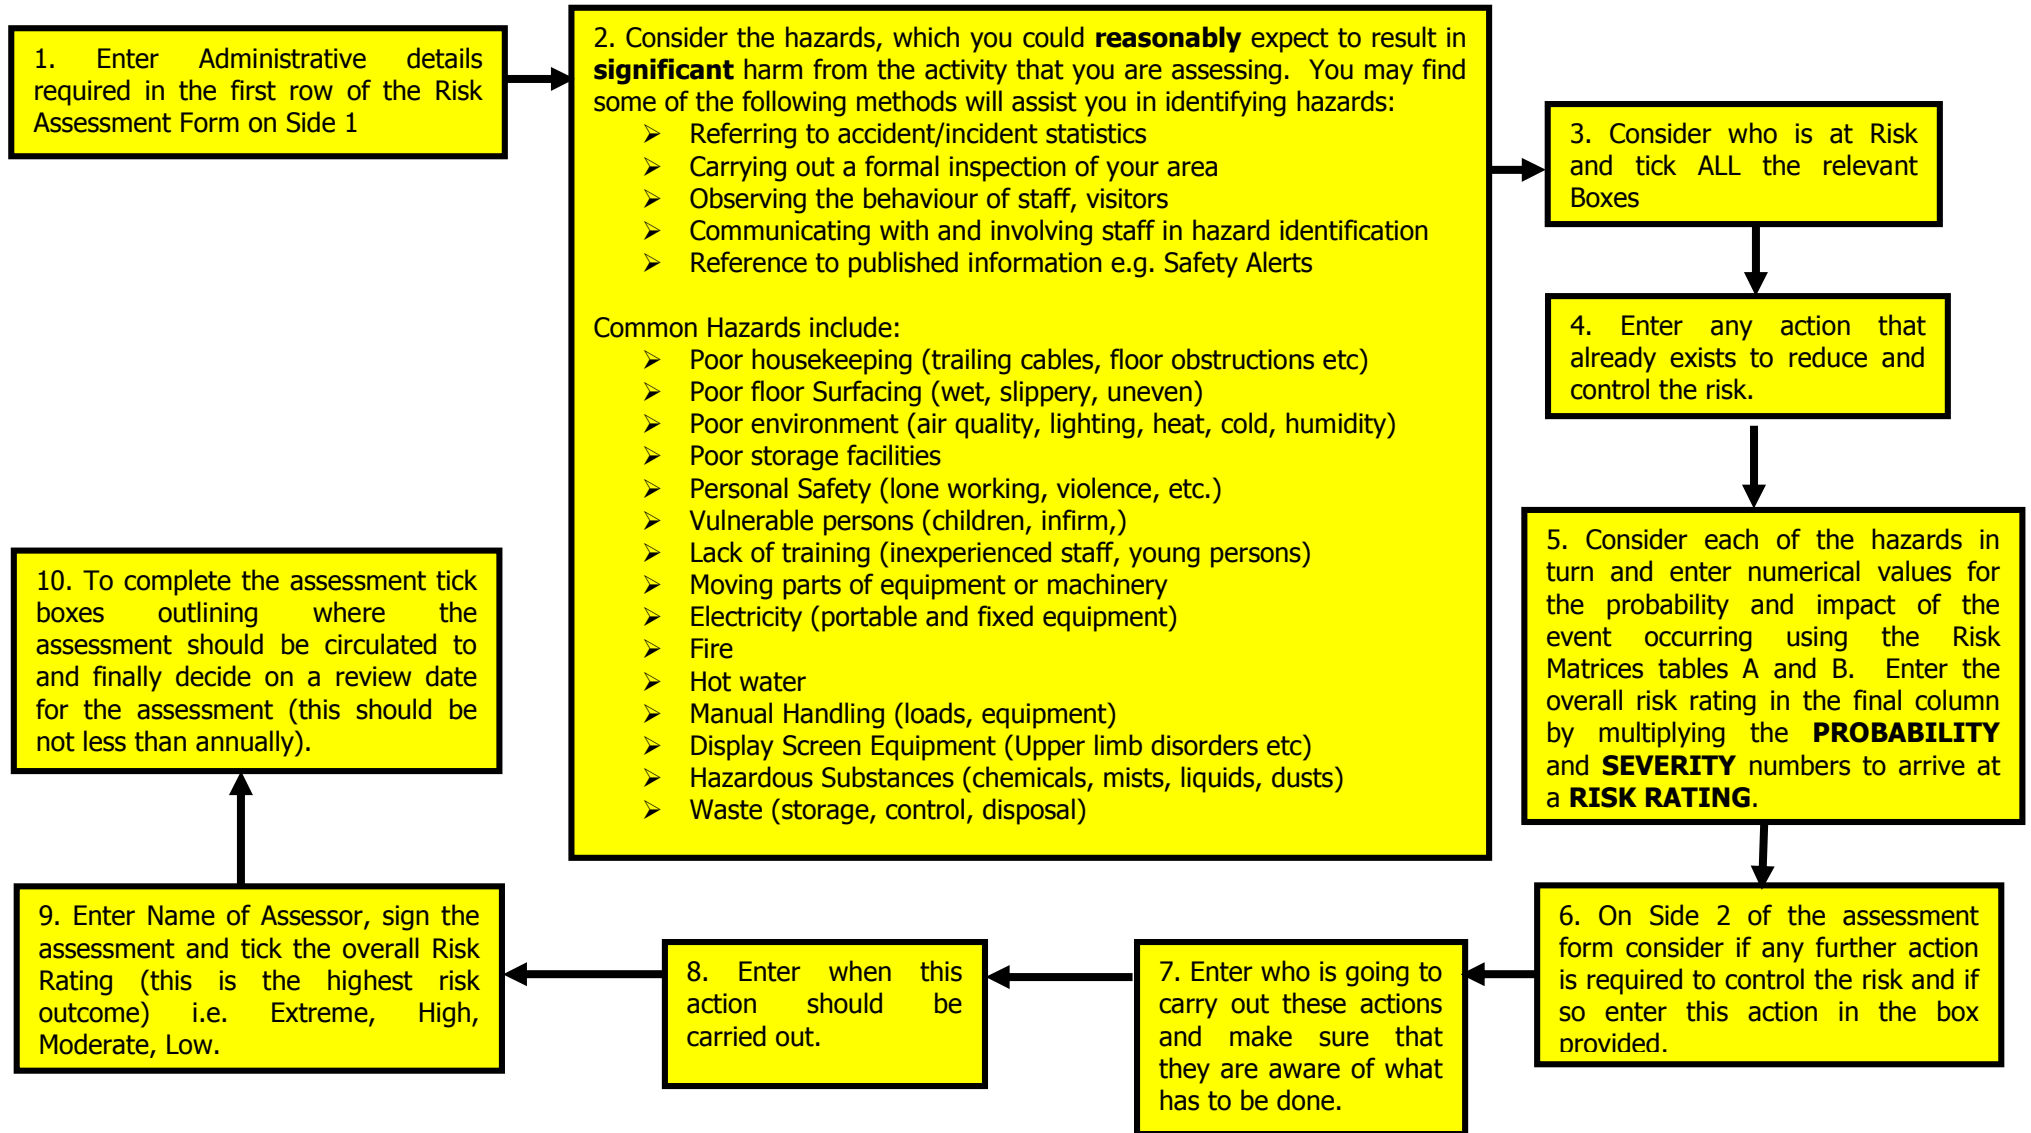 1. Enter Administrative details
required in the first row of the Risk
Assessment Form on Side 1
2. Consider the hazards, which you could reasonably expect to result in
significant harm from the activity that you are assessing. You may find
some of the following methods will assist you in identifying hazards:
➢ Referring to accident/incident statistics
➢ Carrying out a formal inspection of your area
➢ Observing the behaviour of staff, visitors
➢ Communicating with and involving staff in hazard identification
➢ Reference to published information e.g. Safety Alerts
Common Hazards include:
➢ Poor housekeeping (trailing cables, floor obstructions etc)
➢ Poor floor Surfacing (wet, slippery, uneven)
➢ Poor environment (air quality, lighting, heat, cold, humidity)
➢ Poor storage facilities
➢ Personal Safety (lone working, violence, etc.)
➢ Vulnerable persons (children, infirm,)
➢ Lack of training (inexperienced staff, young persons)
➢ Moving parts of equipment or machinery
➢ Electricity (portable and fixed equipment)
➢ Fire
➢ Hot water
➢ Manual Handling (loads, equipment)
➢ Display Screen Equipment (Upper limb disorders etc)
➢ Hazardous Substances (chemicals, mists, liquids, dusts)
➢ Waste (storage, control, disposal)
3. Consider who is at Risk
and tick ALL the relevant
Boxes
4. Enter any action that
already exists to reduce and
control the risk.
5. Consider each of the hazards in
turn and enter numerical values for
the probability and impact of the
event occurring using the Risk
Matrices tables A and B. Enter the
overall risk rating in the final column
by multiplying the PROBABILITY
and SEVERITY numbers to arrive at
a RISK RATING.
6. On Side 2 of the assessment
form consider if any further action
is required to control the risk and if
so enter this action in the box
provided.
7. Enter who is going to
carry out these actions
and make sure that
they are aware of what
has to be done.
8. Enter when this
action should be
carried out.
9. Enter Name of Assessor, sign the
assessment and tick the overall Risk
Rating (this is the highest risk
outcome) i.e. Extreme, High,
Moderate, Low.
10. To complete the assessment tick
boxes outlining where the
assessment should be circulated to
and finally decide on a review date
for the assessment (this should be
not less than annually).